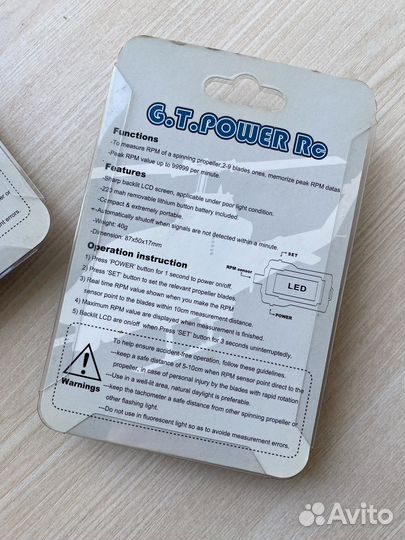 G.T.POWER Rc
Functions
-To measure RPM of a spinning propeller,2-9 blades ones, memorize peak RPM datas.
-Peak RPM value up to 99999 per minute.
Features
-Sharp backlit LCD screen, applicable under poor light condition.
-220 mah removable lithium button battery included.
-Compact & extremely portable.
-Automatically shutoff when signals are not detected within a minute.
-Weight: 40g
-Dimension: 67x50x17mm
Operation instruction
1) Press 'POWER' button for 1 second to power on/off.
2) Press 'SET' button to set the relevant propeller blades.
3) Real time RPM value shown when you make the RPM
sensor point to the blades within 10cm measurement distance.
4) Maximum RPM value are displayed when measurement is finished.
5) Backlit LCD are on/off when Press 'SET' button for 3 seconds uninterruptedly.
SET
RPM sensor
LED
POWER
Warnings
To help ensure accident-free operation, follow these guidelines.
---keep a safe distance of 5-10cm when RPM sensor point direct to the
propeller, in case of personal injury by the blades with rapid rotation
---Use in a well-lit area, natural daylight is preferable.
---keep the tachometer a safe distance from other spinning propeller or
other flashing light.
---Do not use in fluorescent light so as to avoide measurement errors.
er or
nt errors.
Avito